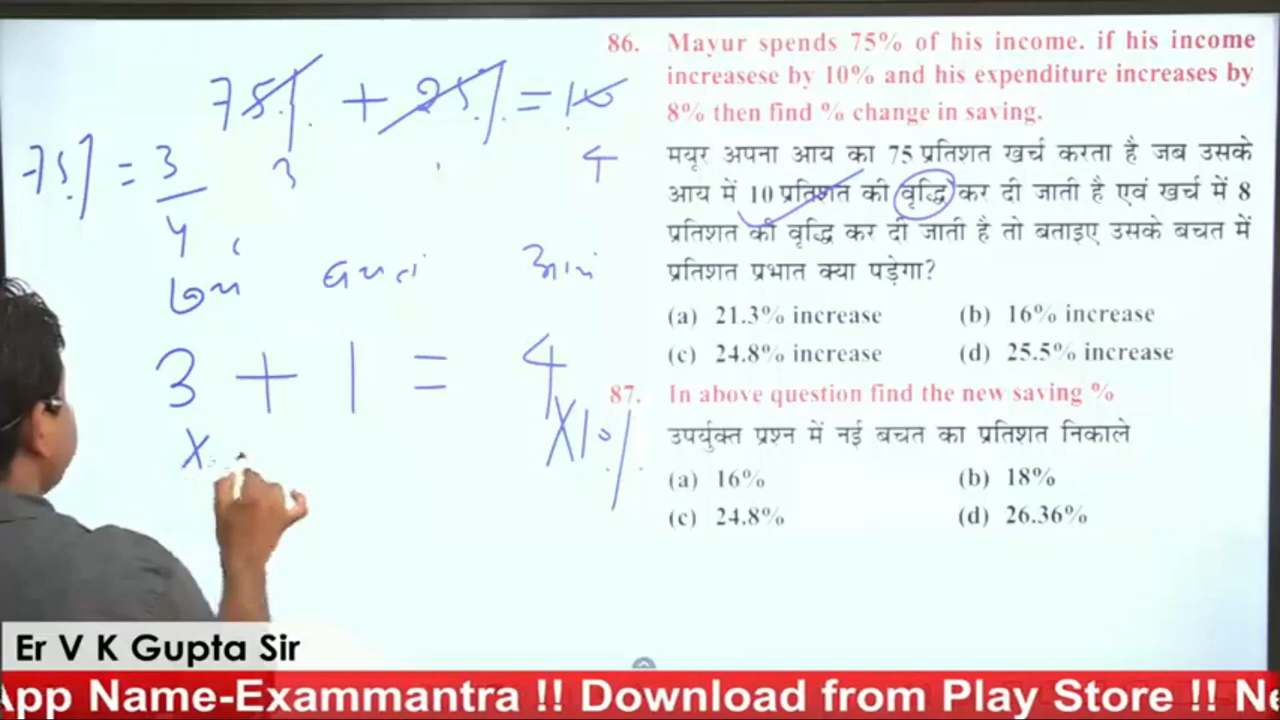 75% + 25% = 100
75% = 3/4
3 1 4
3 + 1 = 4
X X10%
86. Mayur spends 75% of his income. if his income
increasese by 10% and his expenditure increases by
8% then find % change in saving.
मयूर अपना आय का 75 प्रतिशत खर्च करता है जब उसके
आय में 10 प्रतिशत की वृद्धि कर दी जाती है एवं खर्च में 8
प्रतिशत की वृद्धि कर दी जाती है तो बताइए उसके बचत में
प्रतिशत प्रभात क्या पड़ेगा?
(a) 21.3% increase (b) 16% increase
(c) 24.8% increase (d) 25.5% increase
87. In above question find the new saving %
उपर्युक्त प्रश्न में नई बचत का प्रतिशत निकाले
(a) 16% (b) 18%
(c) 24.8% (d) 26.36%
Er V K Gupta Sir
App Name-Exammantra !! Download from Play Store !! Ne